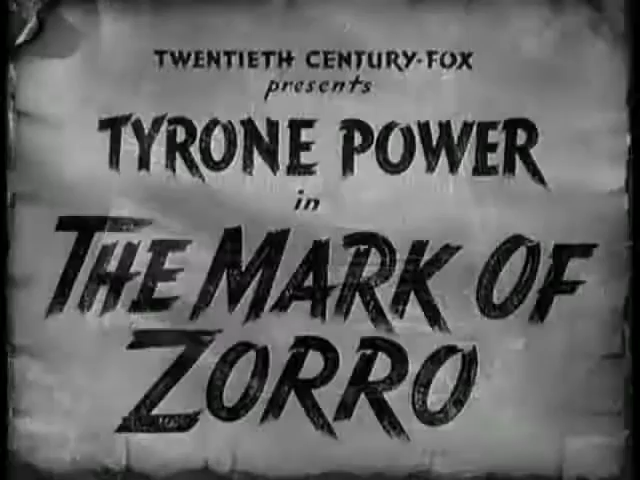 TWENTIETH CENTURY-FOX
presents
TYRONE POWER
in
THE MARK OF
ZORRO